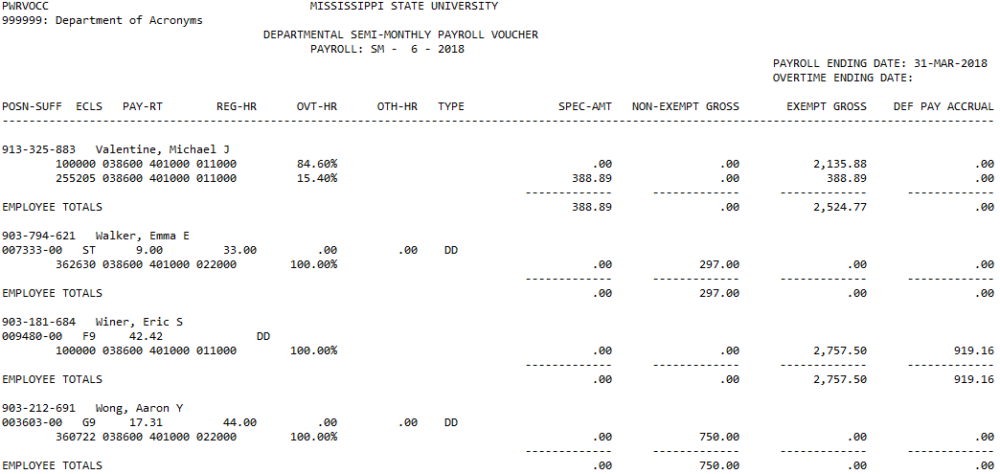 PWRVOCC MISSISSIPPI STATE UNIVERSITY
999999: Department of Acronyms
DEPARTMENTAL SEMI-MONTHLY PAYROLL VOUCHER
PAYROLL: SM - 6 - 2018
PAYROLL ENDING DATE: 31-MAR-2018
OVERTIME ENDING DATE:
POSN-SUFF ECLS PAY-RT REG-HR OVT-HR OTH-HR TYPE SPEC-AMT NON-EXEMPT GROSS EXEMPT GROSS DEF PAY ACCRUAL
913-325-883 Valentine, Michael J
100000 038600 401000 011000 84.60% .00 .00 2,135.88 .00
255205 038600 401000 011000 15.40% 388.89 .00 388.89 .00
EMPLOYEE TOTALS 388.89 .00 2,524.77 .00
903-794-621 Walker, Emma E
007333-00 ST 9.00 33.00 .00 .00 DD
362630 038600 401000 022000 100.00% .00 297.00 .00 .00
EMPLOYEE TOTALS .00 297.00 .00 .00
903-181-684 Winer, Eric S
009480-00 F9 42.42 DD
100000 038600 401000 011000 100.00% .00 .00 2,757.50 919.16
EMPLOYEE TOTALS .00 .00 2,757.50 919.16
903-212-691 Wong, Aaron Y
003603-00 G9 17.31 44.00 .00 .00 DD
360722 038600 401000 022000 100.00% .00 750.00 .00 .00
EMPLOYEE TOTALS .00 750.00 .00 .00